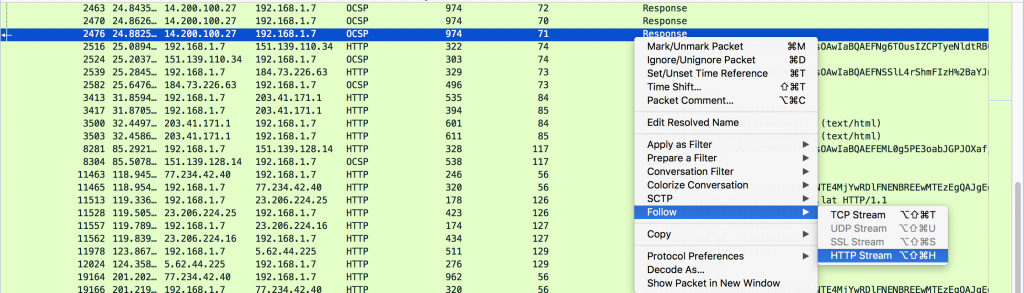 2463 24.8435… 14.200.100.27 192.168.1.7 OCSP 974 72 Response
2470 24.8626… 14.200.100.27 192.168.1.7 OCSP 974 70 Response
2476 24.8825… 14.200.100.27 192.168.1.7 OCSP 974 71 Response
2516 25.0894… 192.168.1.7 151.139.110.34 HTTP 322 74
2524 25.2037… 151.139.110.34 192.168.1.7 OCSP 303 74
2539 25.2845… 192.168.1.7 184.73.226.63 HTTP 329 73
2582 25.6476… 184.73.226.63 192.168.1.7 OCSP 496 73
3413 31.8594… 192.168.1.7 203.41.171.1 HTTP 535 84
3417 31.8705… 192.168.1.7 203.41.171.1 HTTP 394 85
3500 32.4497… 203.41.171.1 192.168.1.7 HTTP 601 84 (text/html)
3503 32.4586… 203.41.171.1 192.168.1.7 HTTP 611 85 (text/html)
8281 85.2921… 192.168.1.7 151.139.128.14 HTTP 328 117
8304 85.5078… 151.139.128.14 192.168.1.7 OCSP 538 117
11463 118.945… 192.168.1.7 77.234.42.40 HTTP 246 56
11465 118.954… 192.168.1.7 77.234.42.40 HTTP 320 56
11513 119.336… 192.168.1.7 23.206.224.25 HTTP 178 126 .lat HTTP/1.1
11528 119.505… 23.206.224.25 192.168.1.7 HTTP 423 126
11557 119.789… 192.168.1.7 23.206.224.16 HTTP 174 127
11562 119.839… 23.206.224.16 192.168.1.7 HTTP 434 127
11978 123.867… 192.168.1.7 5.62.44.225 HTTP 511 129
12024 124.358… 5.62.44.225 192.168.1.7 HTTP 276 129
19164 201.202… 77.234.42.40 192.168.1.7 HTTP 962 56
19166 201.219… 192.168.1.7 77.234.42.40 HTTP 320 56
Mark/Unmark Packet ⌘M
Ignore/Unignore Packet ⌘D
Set/Unset Time Reference ⌘T
Time Shift... ⇧⌘T
Packet Comment... ⌥⌘C
Edit Resolved Name
Apply as Filter
Prepare a Filter
Conversation Filter
Colorize Conversation
SCTP
Follow
Copy
Protocol Preferences
Decode As...
Show Packet in New Window
TCP Stream ⌥⇧⌘T
UDP Stream ⌥⇧⌘U
SSL Stream ⌥⇧⌘S
HTTP Stream ⌥⇧⌘H